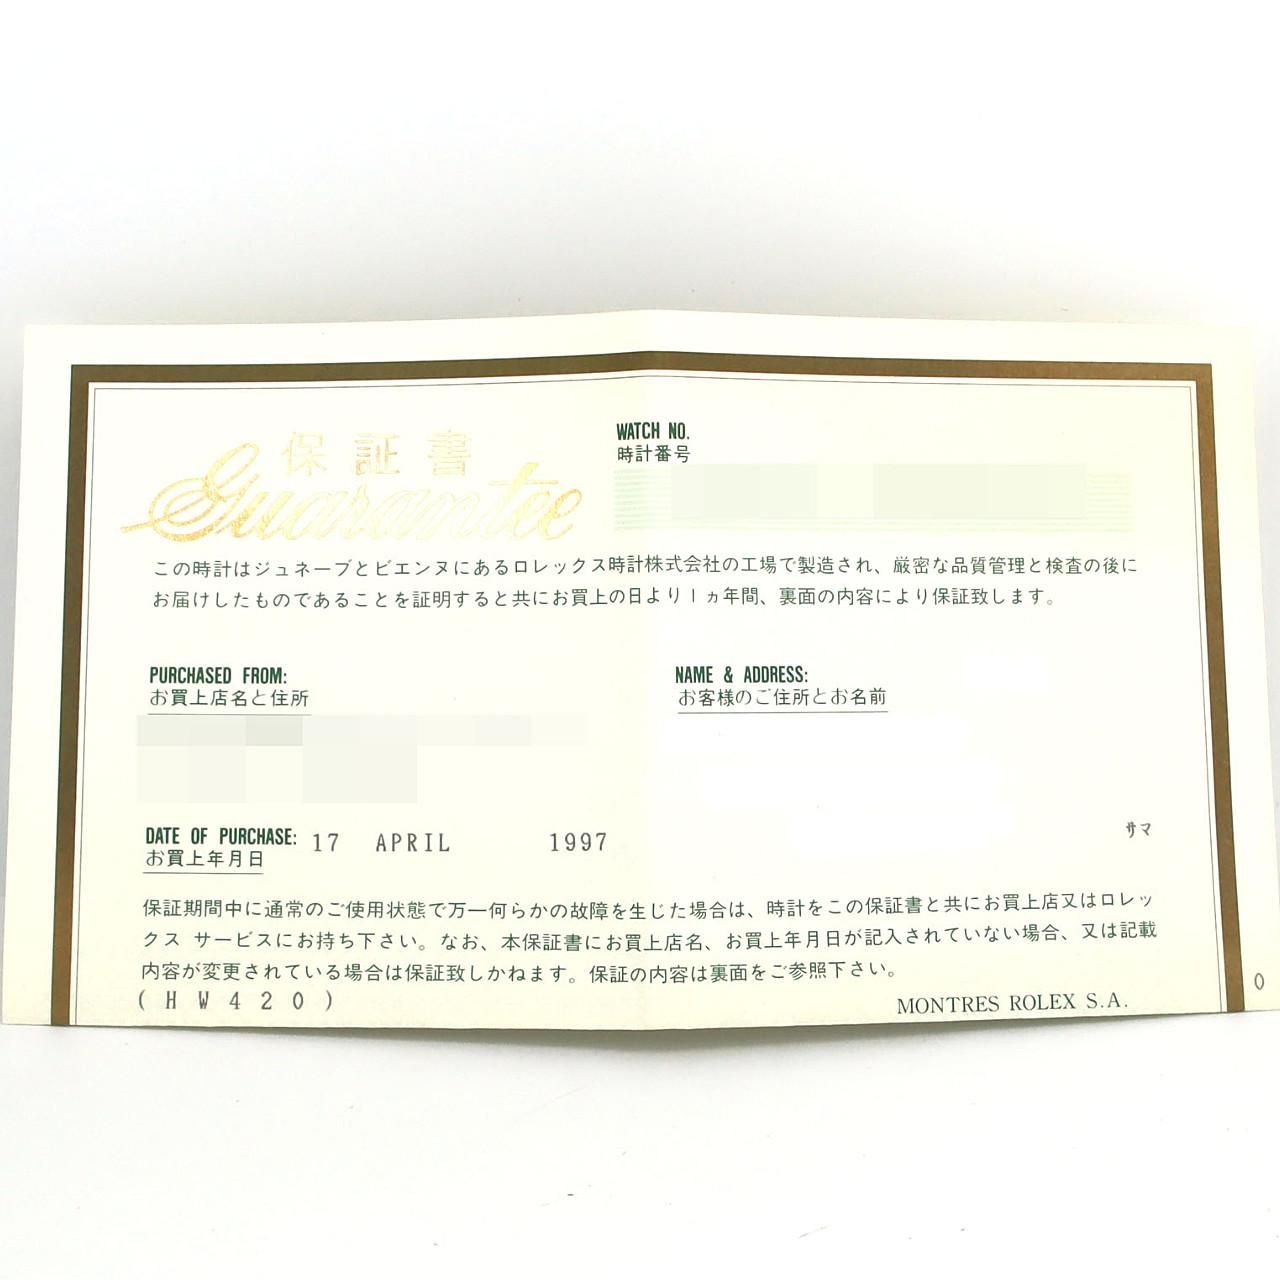 保証書
Guarantee
WATCH NO.
時計番号
この時計はジュネーブとビエンヌにあるロレックス時計株式会社の工場で製造され、厳密な品質管理と検査の後に
お届けしたものであることを証明すると共にお買上の日より1ヵ年間、裏面の内容により保証致します。
PURCHASED FROM:
お買上店名と住所
NAME & ADDRESS:
お客様のご住所とお名前
サマ
DATE OF PURCHASE: 17 APRIL 1997
お買上年月日
保証期間中に通常のご使用状態で万一何らかの故障を生じた場合は、時計をこの保証書と共にお買上店又はロレッ
クス サービスにお持ち下さい。なお、本保証書にお買上店名、お買上年月日が記入されていない場合、又は記載
内容が変更されている場合は保証致しかねます。保証の内容は裏面をご参照下さい。
(HW420)
MONTRES ROLEX S.A.
0